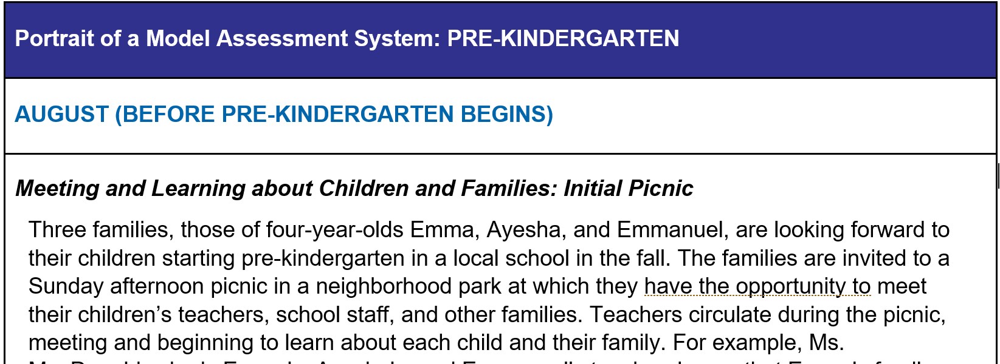 Portrait of a Model Assessment System: PRE-KINDERGARTEN
AUGUST (BEFORE PRE-KINDERGARTEN BEGINS)
Meeting and Learning about Children and Families: Initial Picnic
Three families, those of four-year-olds Emma, Ayesha, and Emmanuel, are looking forward to
their children starting pre-kindergarten in a local school in the fall. The families are invited to a
Sunday afternoon picnic in a neighborhood park at which they have the opportunity to meet
their children’s teachers, school staff, and other families. Teachers circulate during the picnic,
meeting and beginning to learn about each child and their family. For example, Ms.